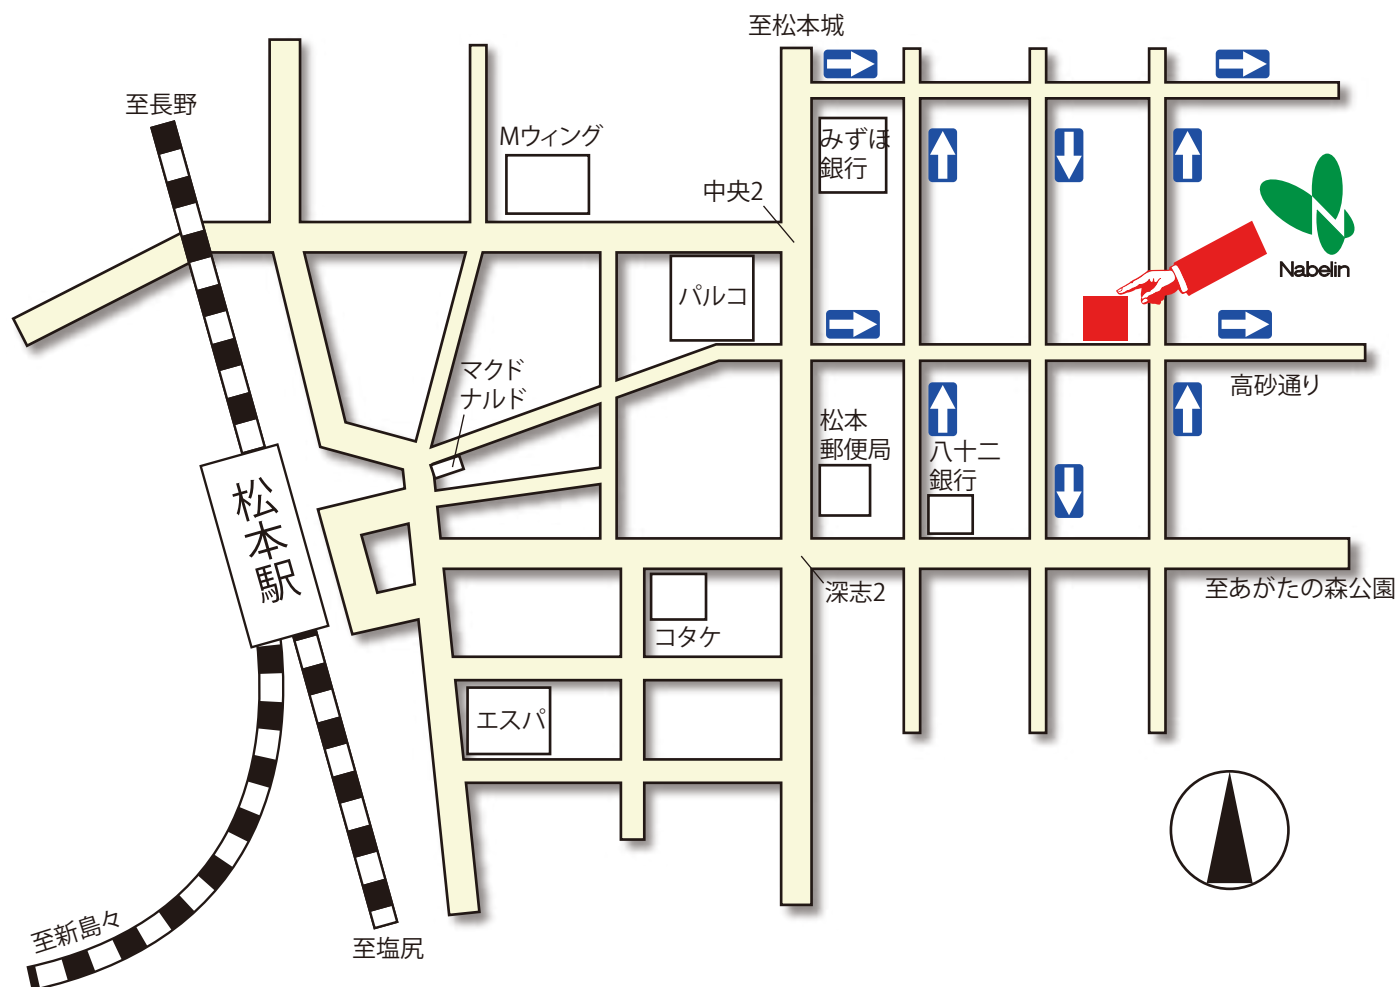 至松本城
至長野
Mウィング
みずほ
銀行
中央2
Nabelin
パルコ
マクド
ナルド
高砂通り
松本
郵便局
八十二
銀行
松本駅
深志2
至あがたの森公園
コタケ
エスパ
至新島々
至塩尻